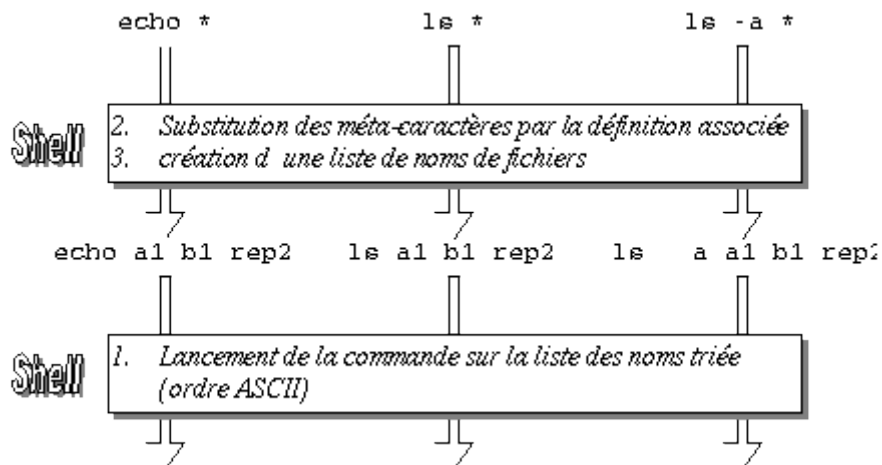 echo * ls * ls -a *
Shell
2. Substitution des méta-caractères par la définition associée
3. création d une liste de noms de fichiers
echo a1 b1 rep2 ls a1 b1 rep2 ls a a1 b1 rep2
Shell
1. Lancement de la commande sur la liste des noms triée
(ordre ASCII)